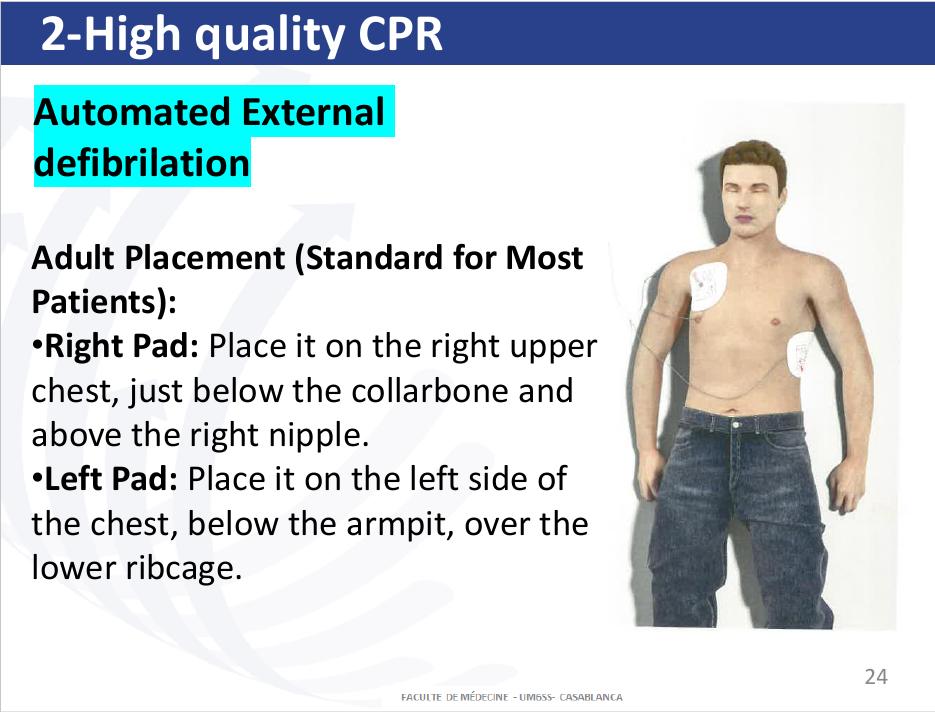 2-High quality CPR
Automated External
defibrilation
Adult Placement (Standard for Most
Patients):
•Right Pad: Place it on the right upper
chest, just below the collarbone and
above the right nipple.
•Left Pad: Place it on the left side of
the chest, below the armpit, over the
lower ribcage.
24
FACULTE DE MÉDECINE - UM6SS- CASABLANCA